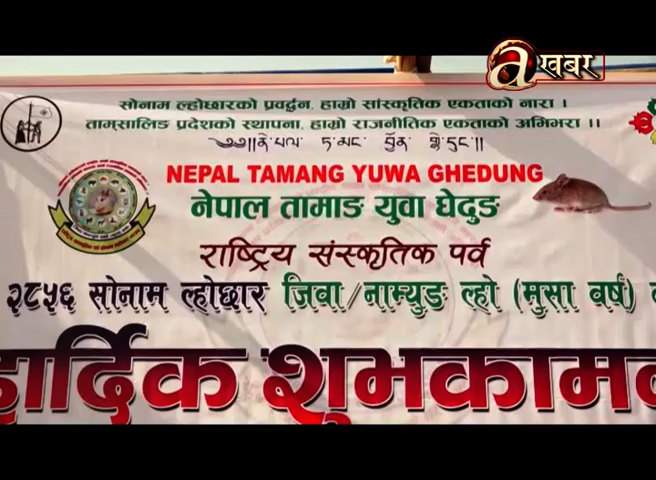 a खबर
सोनाम ल्होछारको प्रवर्द्धन, हाम्रो सांस्कृतिक एकताको नारा ।
ताम्सालिङ प्रदेशको स्थापना, हाम्रो राजनीतिक एकताको अभिभारा ।।
NEPAL TAMANG YUWA GHEDUNG
नेपाल तामाङ युवा घेदुङ
राष्ट्रिय संस्कृतिक पर्व
२८५६ सोनाम ल्होछार जिवा/नाम्युङ ल्हो (मुसा वर्ष)
हार्दिक शुभकामना